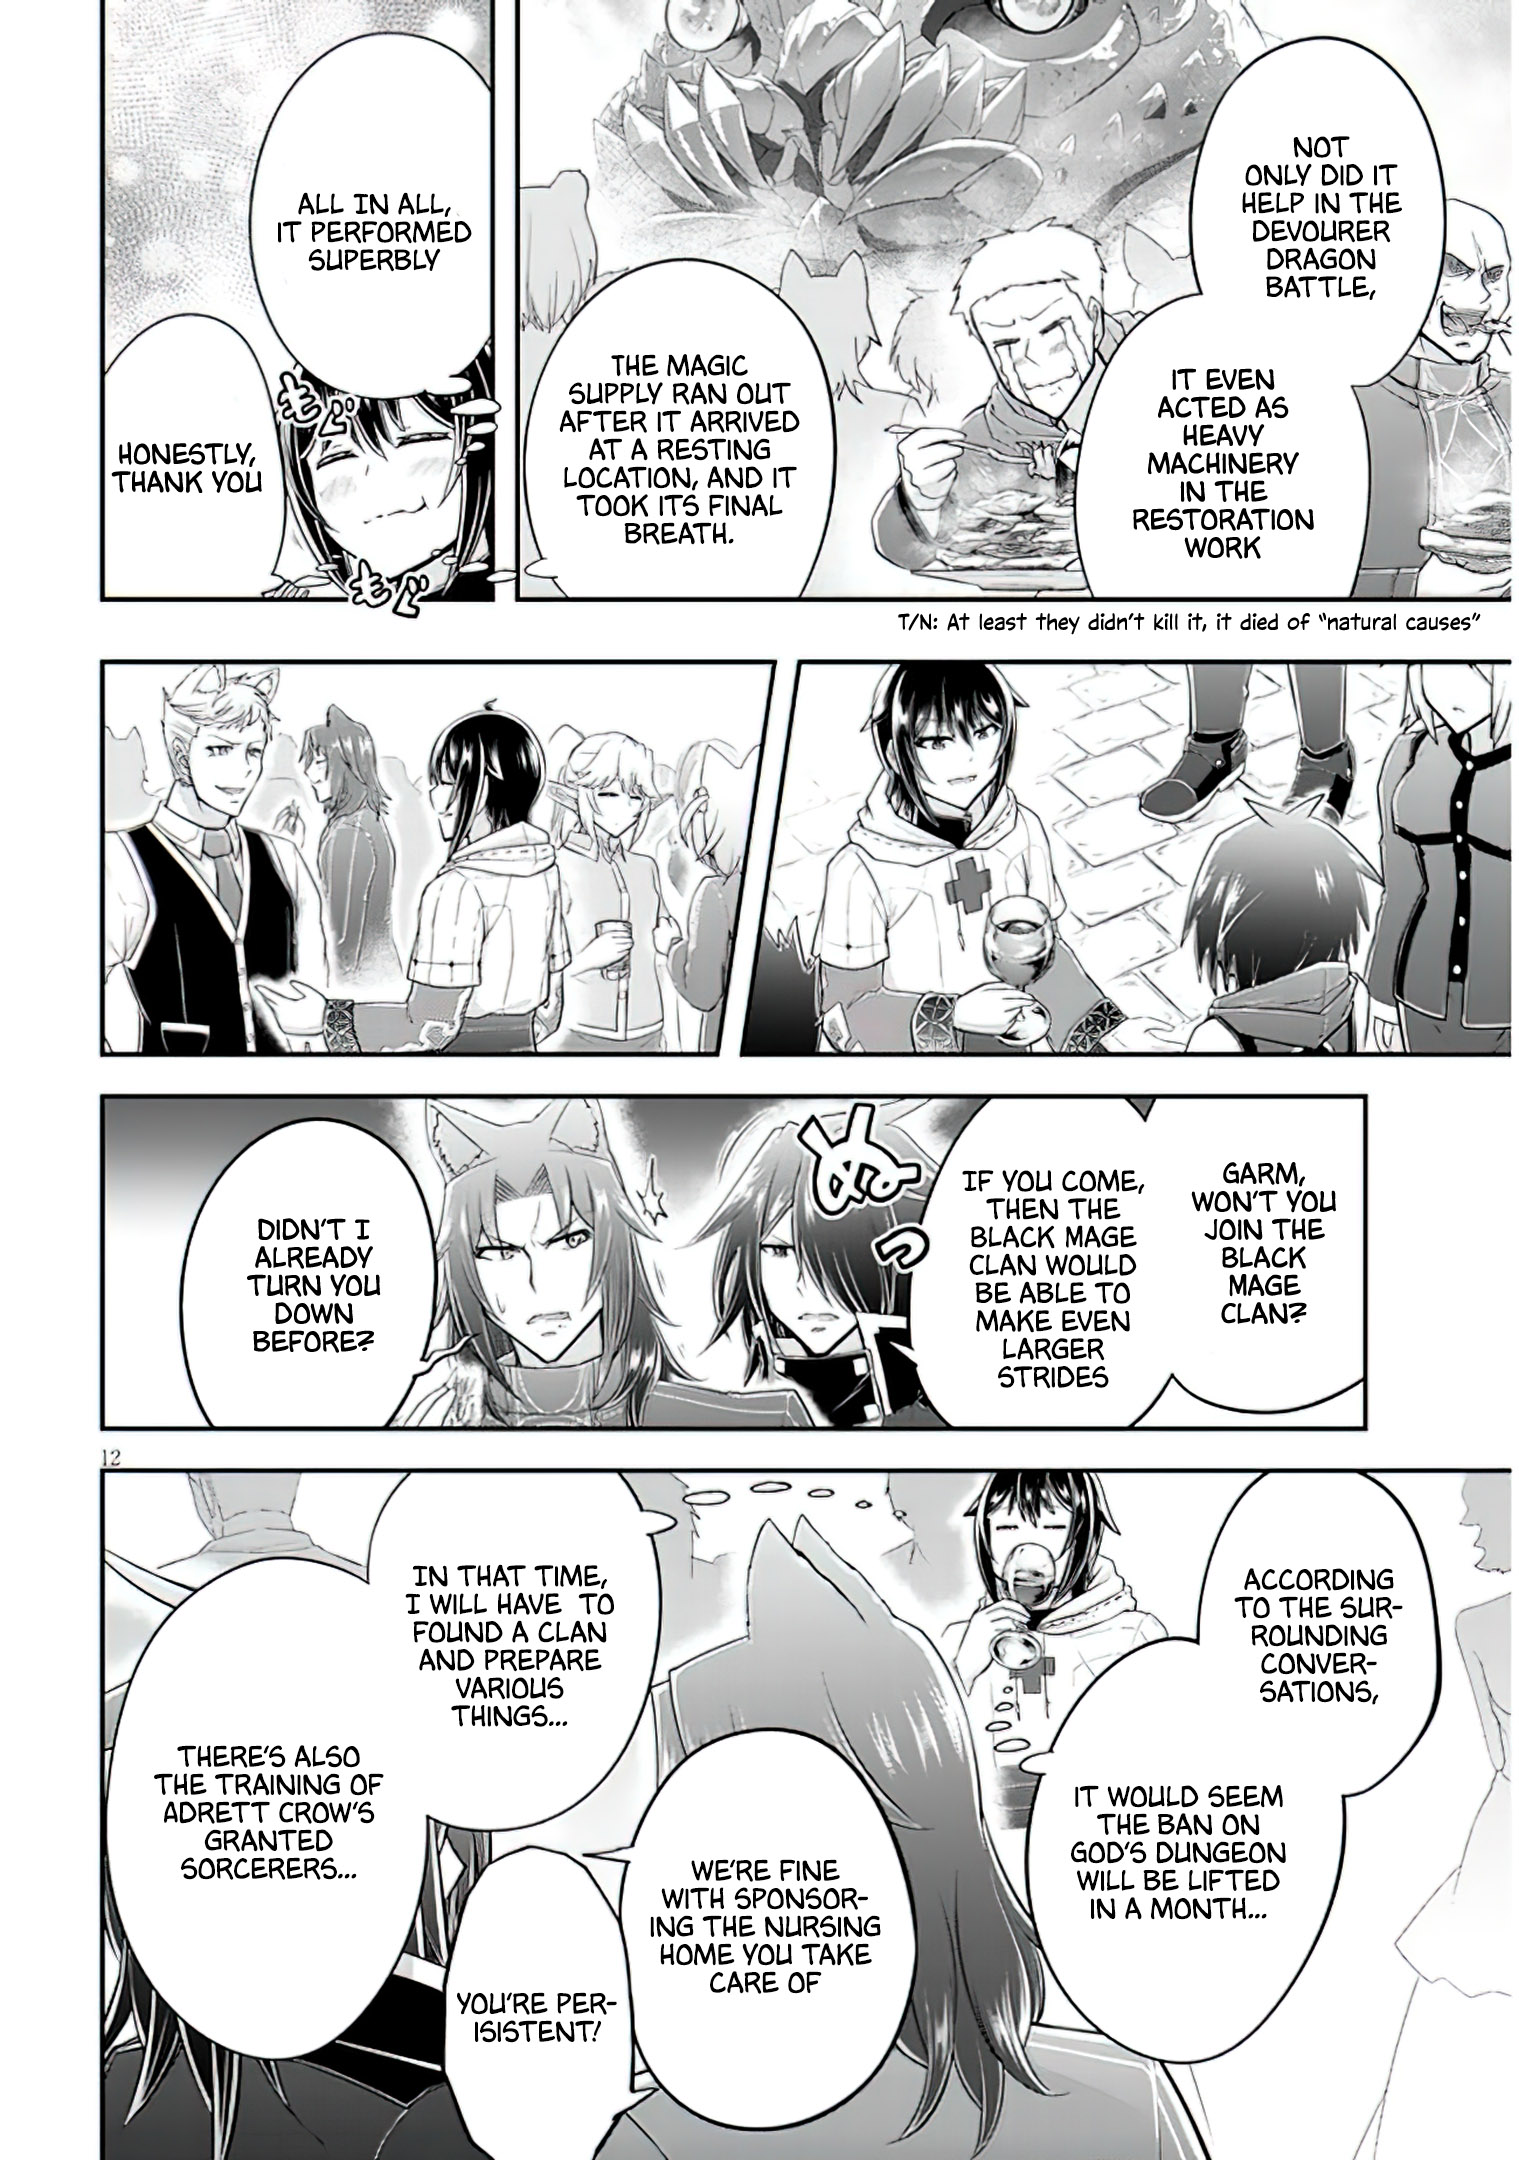 NOT
ONLY DID IT
HELP IN THE
DEVOURER
DRAGON
BATTLE,
IT EVEN
ACTED AS
HEAVY
MACHINERY
IN THE
RESTORATION
WORK
THE MAGIC
SUPPLY RAN OUT
AFTER IT ARRIVED
AT A RESTING
LOCATION, AND IT
TOOK ITS FINAL
BREATH.
T/N: At least they didn't kill it, it died of "natural causes"
ALL IN ALL,
IT PERFORMED
SUPERBLY
もぐ
HONESTLY,
THANK YOU
もぐ
GARM,
WON'T YOU
JOIN THE
BLACK
MAGE
CLAN?
IF YOU COME,
THEN THE
BLACK MAGE
CLAN WOULD
BE ABLE TO
MAKE EVEN
LARGER
STRIDES
ぬっ
DIDN'T I
ALREADY
TURN YOU
DOWN
BEFORE?
12
ACCORDING
TO THE SUR-
ROUNDING
CONVER-
SATIONS,
IT WOULD SEEM
THE BAN ON
GOD'S DUNGEON
WILL BE LIFTED
IN A MONTH...
IN THAT TIME,
I WILL HAVE TO
FOUND A CLAN
AND PREPARE
VARIOUS
THINGS...
THERE'S ALSO
THE TRAINING OF
ADRETT CROW'S
GRANTED
SORCERERS...
WE'RE FINE
WITH SPONSOR-
ING THE NURSING
HOME YOU TAKE
CARE OF
YOU'RE PER-
ISISTENT!